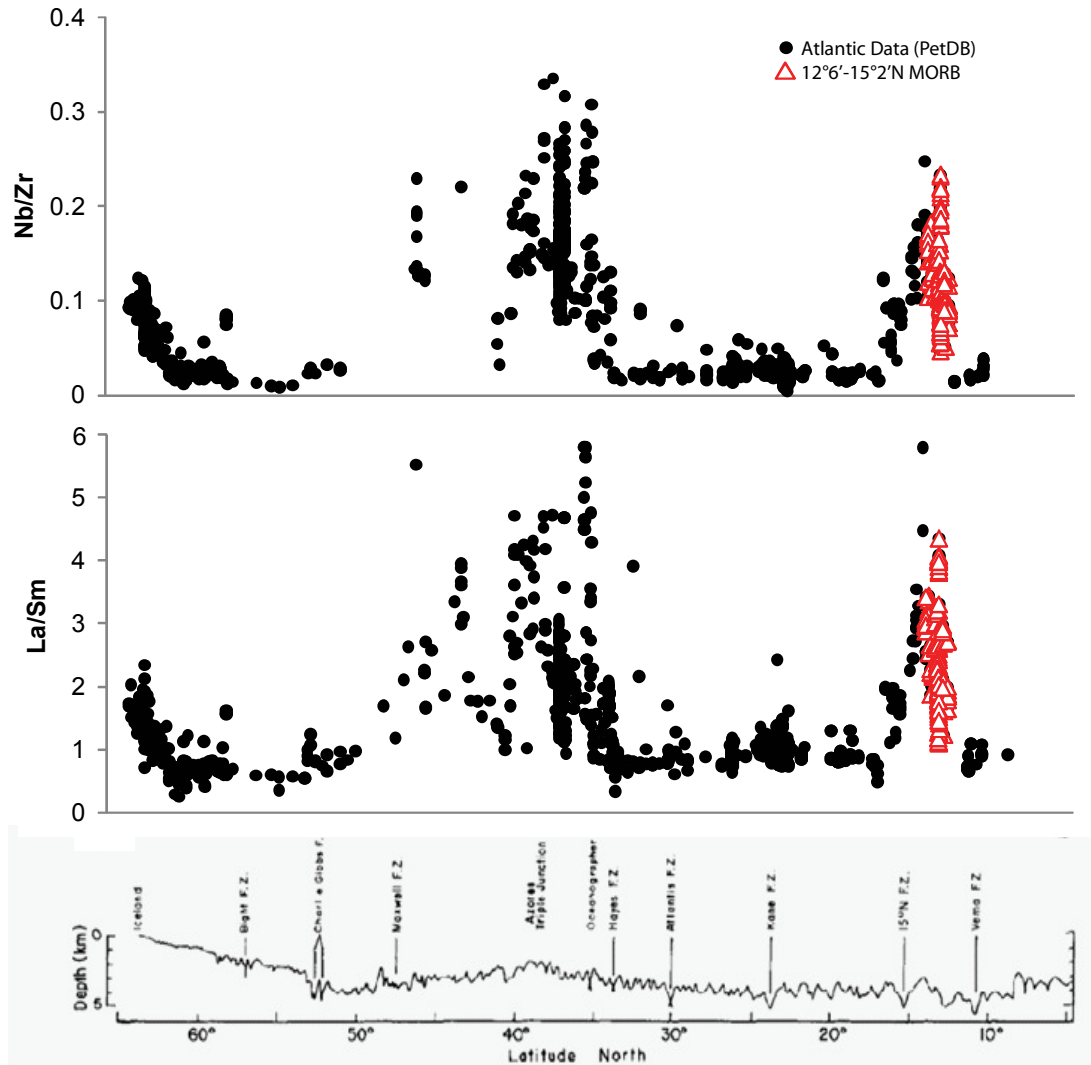 0.4
0.3
0.2
0.1
0
Nb/Zr
Atlantic Data (PetDB)
12°6’-15°2’N MORB
6
5
4
3
2
1
0
La/Sm
Iceland
Bight F.Z.
Charlie Gibbs F.
Maxwell F.Z
Azores
Triple Junction
Oceanographer
Hayes F.Z.
Atlantis F.Z.
Kane F.Z.
15°N F.Z.
Vema F.Z
Depth (km)
0
5
60°
50°
40°
30°
20°
10°
Latitude North